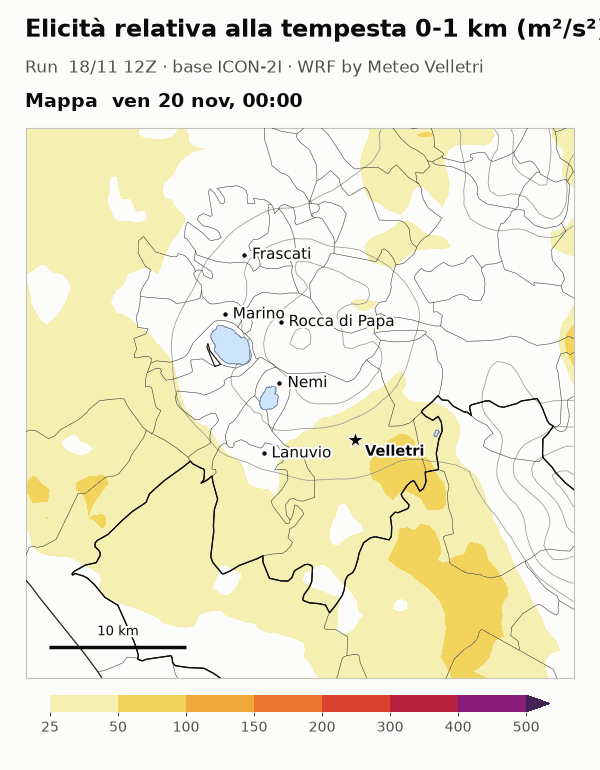 Elicità relativa alla tempesta 0-1 km (m²/s²)
Run 18/11 12Z · base ICON-2I · WRF by Meteo Velletri
Mappa ven 20 nov, 00:00
Frascati
Marino
Rocca di Papa
Nemi
Velletri
Lanuvio
10 km
25 50 100 150 200 300 400 500